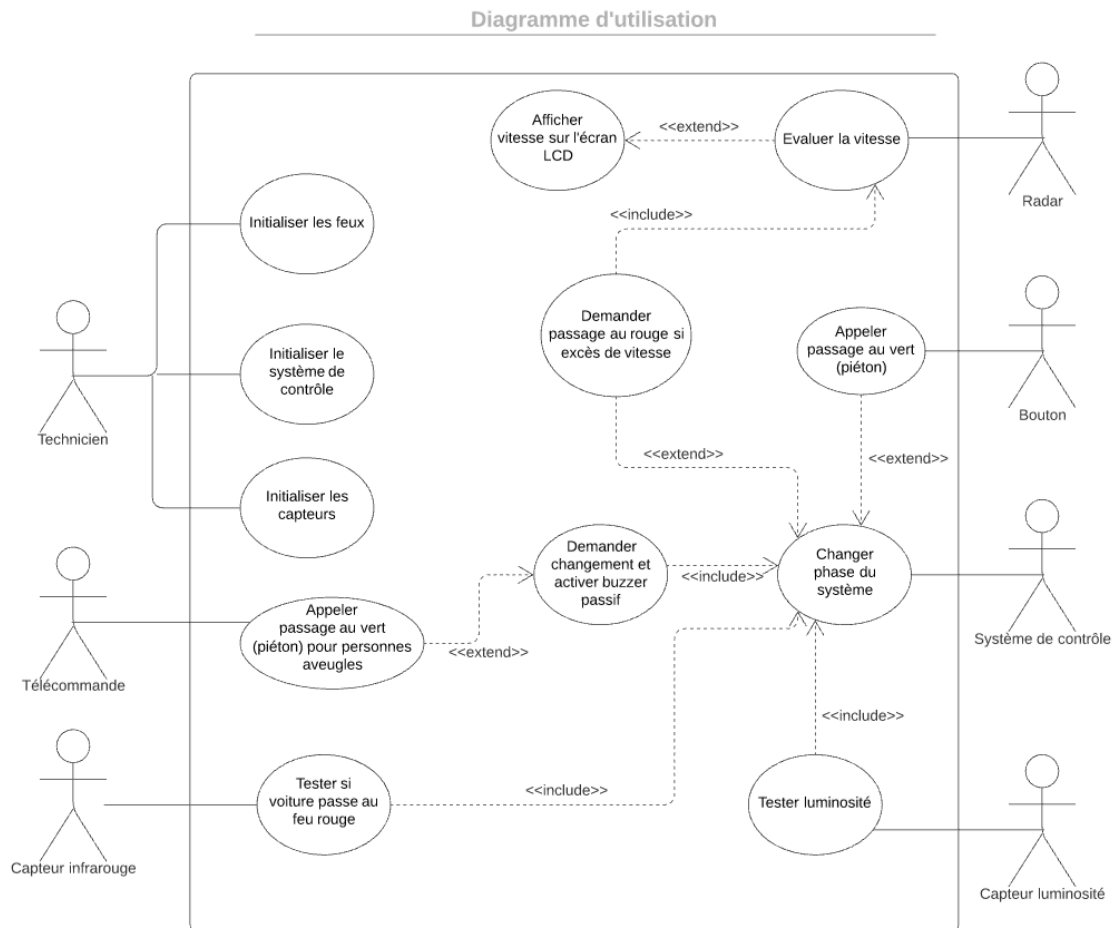 Diagramme d'utilisation
Afficher
vitesse sur l'écran
LCD
<<extend>>
Evaluer la vitesse
Radar
Initialiser les feux
<<include>>
Demander
passage au rouge si
excès de vitesse
Appeler
passage au vert
(piéton)
Bouton
Initialiser le
système de
contrôle
Technicien
<<extend>>
<<extend>>
Initialiser les
capteurs
Demander
changement et
activer buzzer
passif
<<include>>
Changer
phase du
système
Système de contrôle
Appeler
passage au vert
(piéton) pour personnes
aveugles
<<extend>>
Télécommande
<<include>>
Tester si
voiture passe au
feu rouge
<<include>>
Tester luminosité
Capteur infrarouge
Capteur luminosité